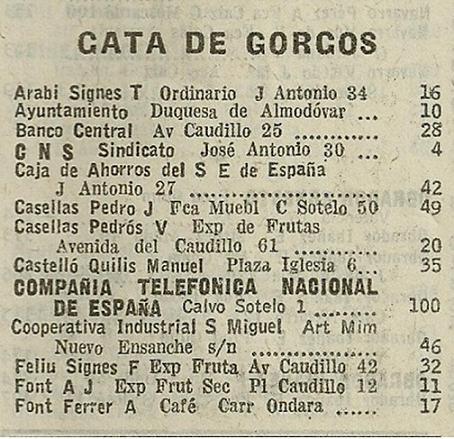 GATA DE GORGOS
Arabi Signes T Ordinario J Antonio 34 16
Ayuntamiento Duquesa de Almodóvar ... 10
Banco Central Av Caudillo 25 ............ 28
C N S Sindicato José Antonio 30 ... 4
Caja de Ahorros del S E de España
J Antonio 27 ........................ 42
Casellas Pedro J Fca Muebl C Sotelo 50 49
Casellas Pedrós V Exp de Frutas
Avenida del Caudillo 61 ............ 20
Castelló Quilis Manuel Plaza Iglesia 6... 35
COMPAÑIA TELEFONICA NACIONAL
DE ESPAÑA Calvo Sotelo 1 ......... 100
Cooperativa Industrial S Miguel Art Mim
Nuevo Ensanche s/n .................. 46
Feliu Signes F Exp Fruta Av Caudillo 42 32
Font A J Exp Frut Sec Pl Caudillo 12 11
Font Ferrer A Café Carr Ondara ...... 17